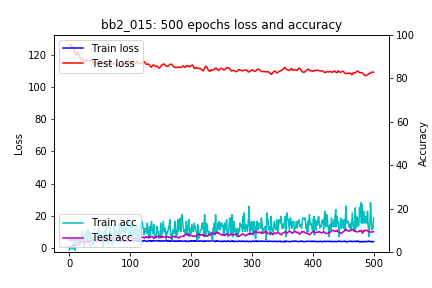 bb2_015: 500 epochs loss and accuracy
Train loss
Test loss
Train acc
Test acc
Loss
Accuracy
120
100
80
60
40
20
0
100
80
60
40
20
0
0
100
200
300
400
500